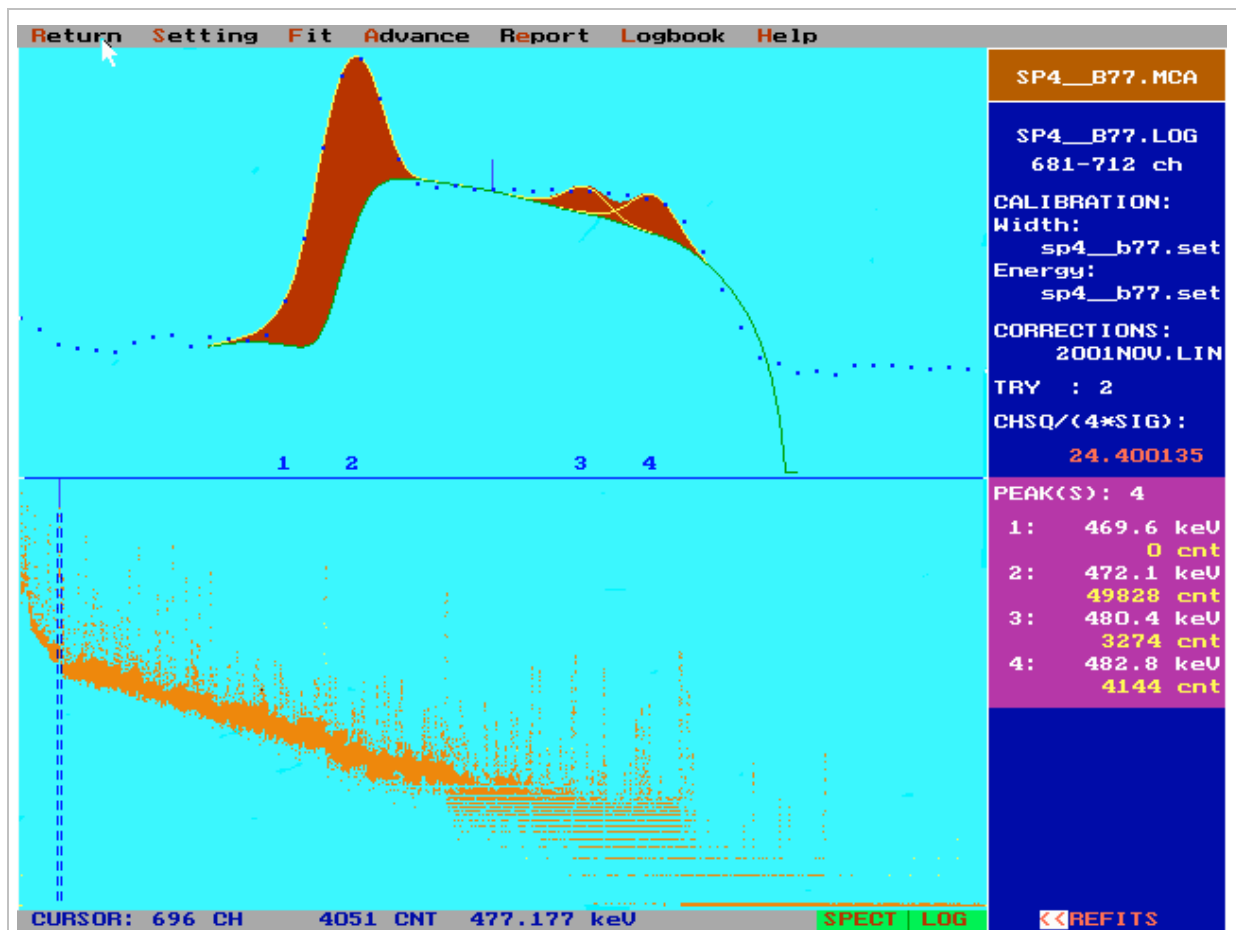 Return Setting Fit Advance Report Logbook Help
SP4__B77.MCA
SP4__B77.LOG
681-712 ch
CALIBRATION:
Width:
sp4__b77.set
Energy:
sp4__b77.set
CORRECTIONS:
2001NOV.LIN
TRY : 2
CHSQ/(4*SIG):
24.400135
1 2 3 4
PEAK(S): 4
1: 469.6 keV
0 cnt
2: 472.1 keV
49828 cnt
3: 480.4 keV
3274 cnt
4: 482.8 keV
4144 cnt
CURSOR: 696 CH 4051 CNT 477.177 keV SPECT LOG <<REFITS